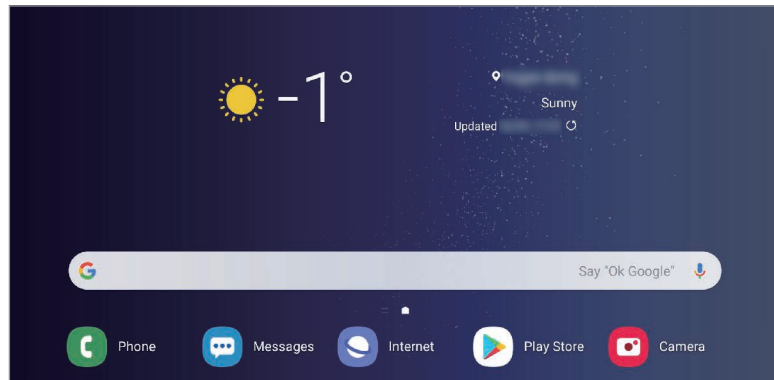 -1°
Sunny
Updated
Say "Ok Google"
Phone Messages Internet Play Store Camera